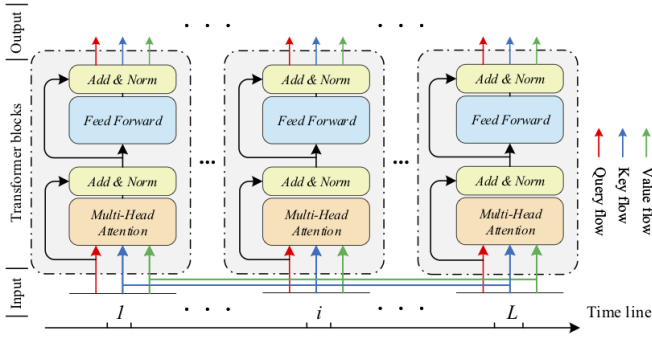 Output
Transformer blocks
Input
Add & Norm
Feed Forward
Add & Norm
Multi-Head
Attention
...
Add & Norm
Feed Forward
Add & Norm
Multi-Head
Attention
...
Add & Norm
Feed Forward
Add & Norm
Multi-Head
Attention
Query flow
Key flow
Value flow
1
. . .
i
. . .
L
Time line